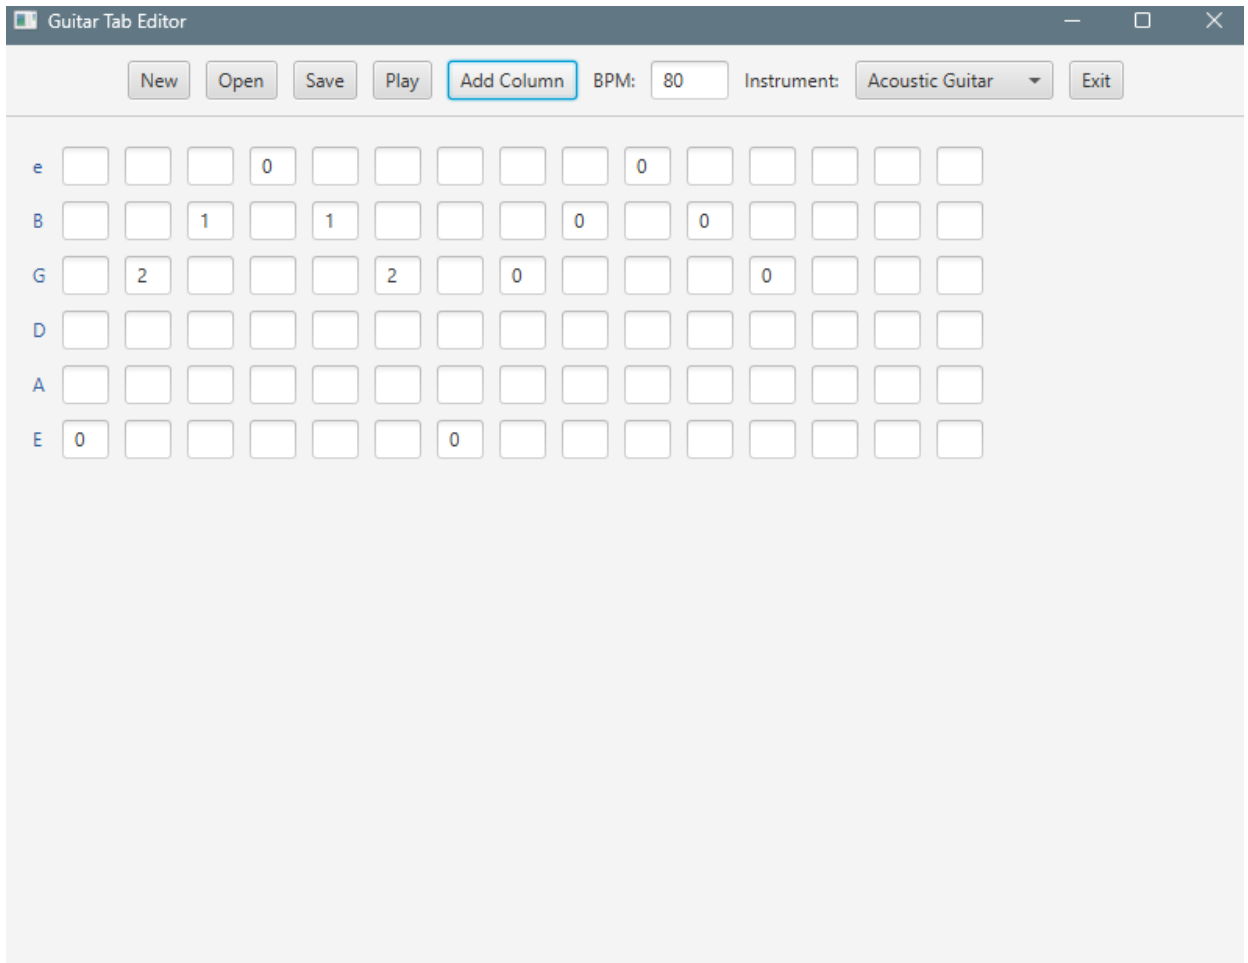 Guitar Tab Editor
New Open Save Play Add Column BPM: 80 Instrument: Acoustic Guitar Exit
e 0 0
B 1 1 0 0
G 2 2 0 0
D
A
E 0 0